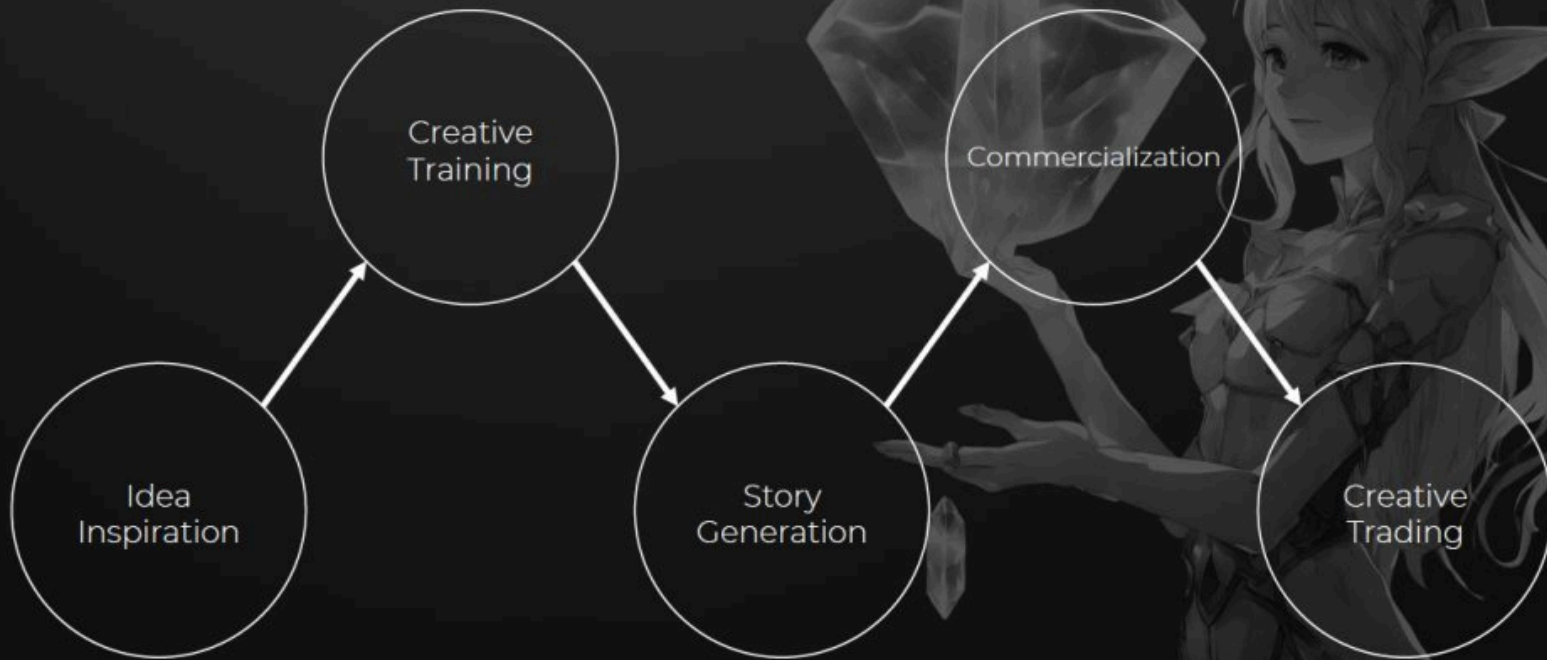 Idea
Inspiration
Creative
Training
Story
Generation
Commercialization
Creative
Trading